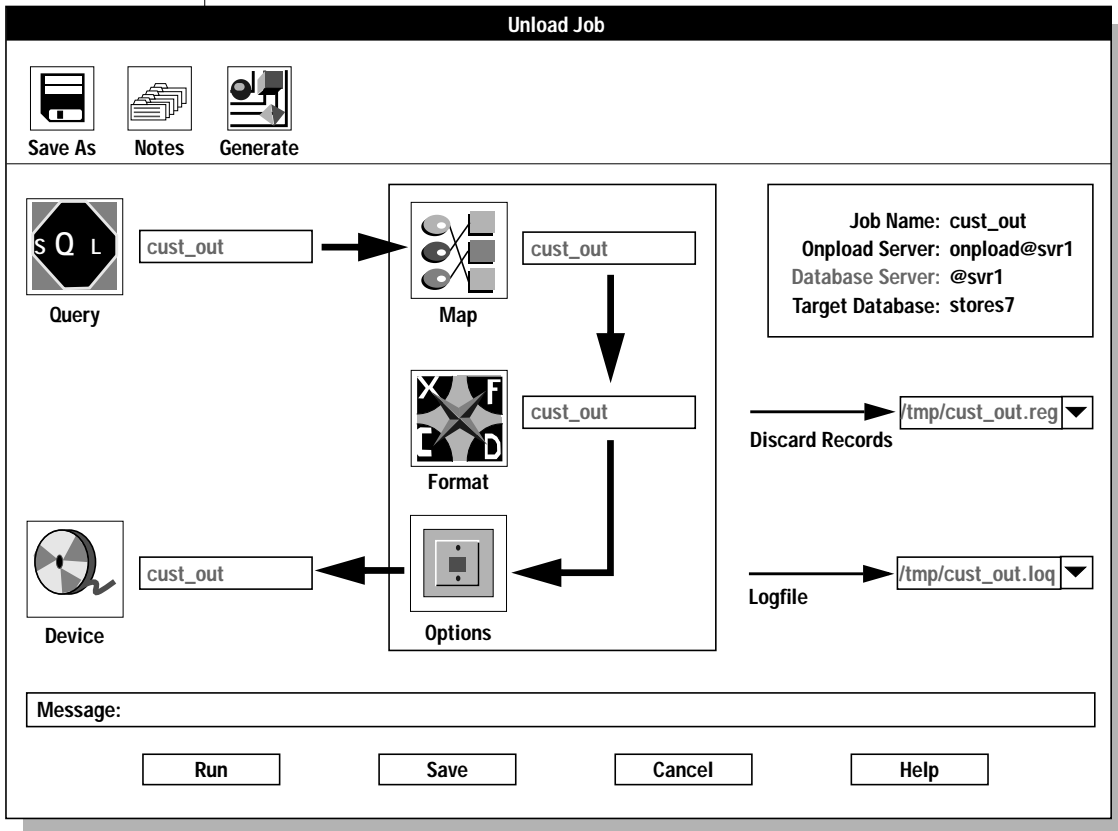 Unload Job
Save As
Notes
Generate
S Q L
cust_out
Query
cust_out
Map
Job Name: cust_out
Onpload Server: onpload@svr1
Database Server: @svr1
Target Database: stores7
X F
C D
cust_out
Format
/tmp/cust_out.reg
Discard Records
cust_out
Device
Options
/tmp/cust_out.loq
Logfile
Message:
Run
Save
Cancel
Help